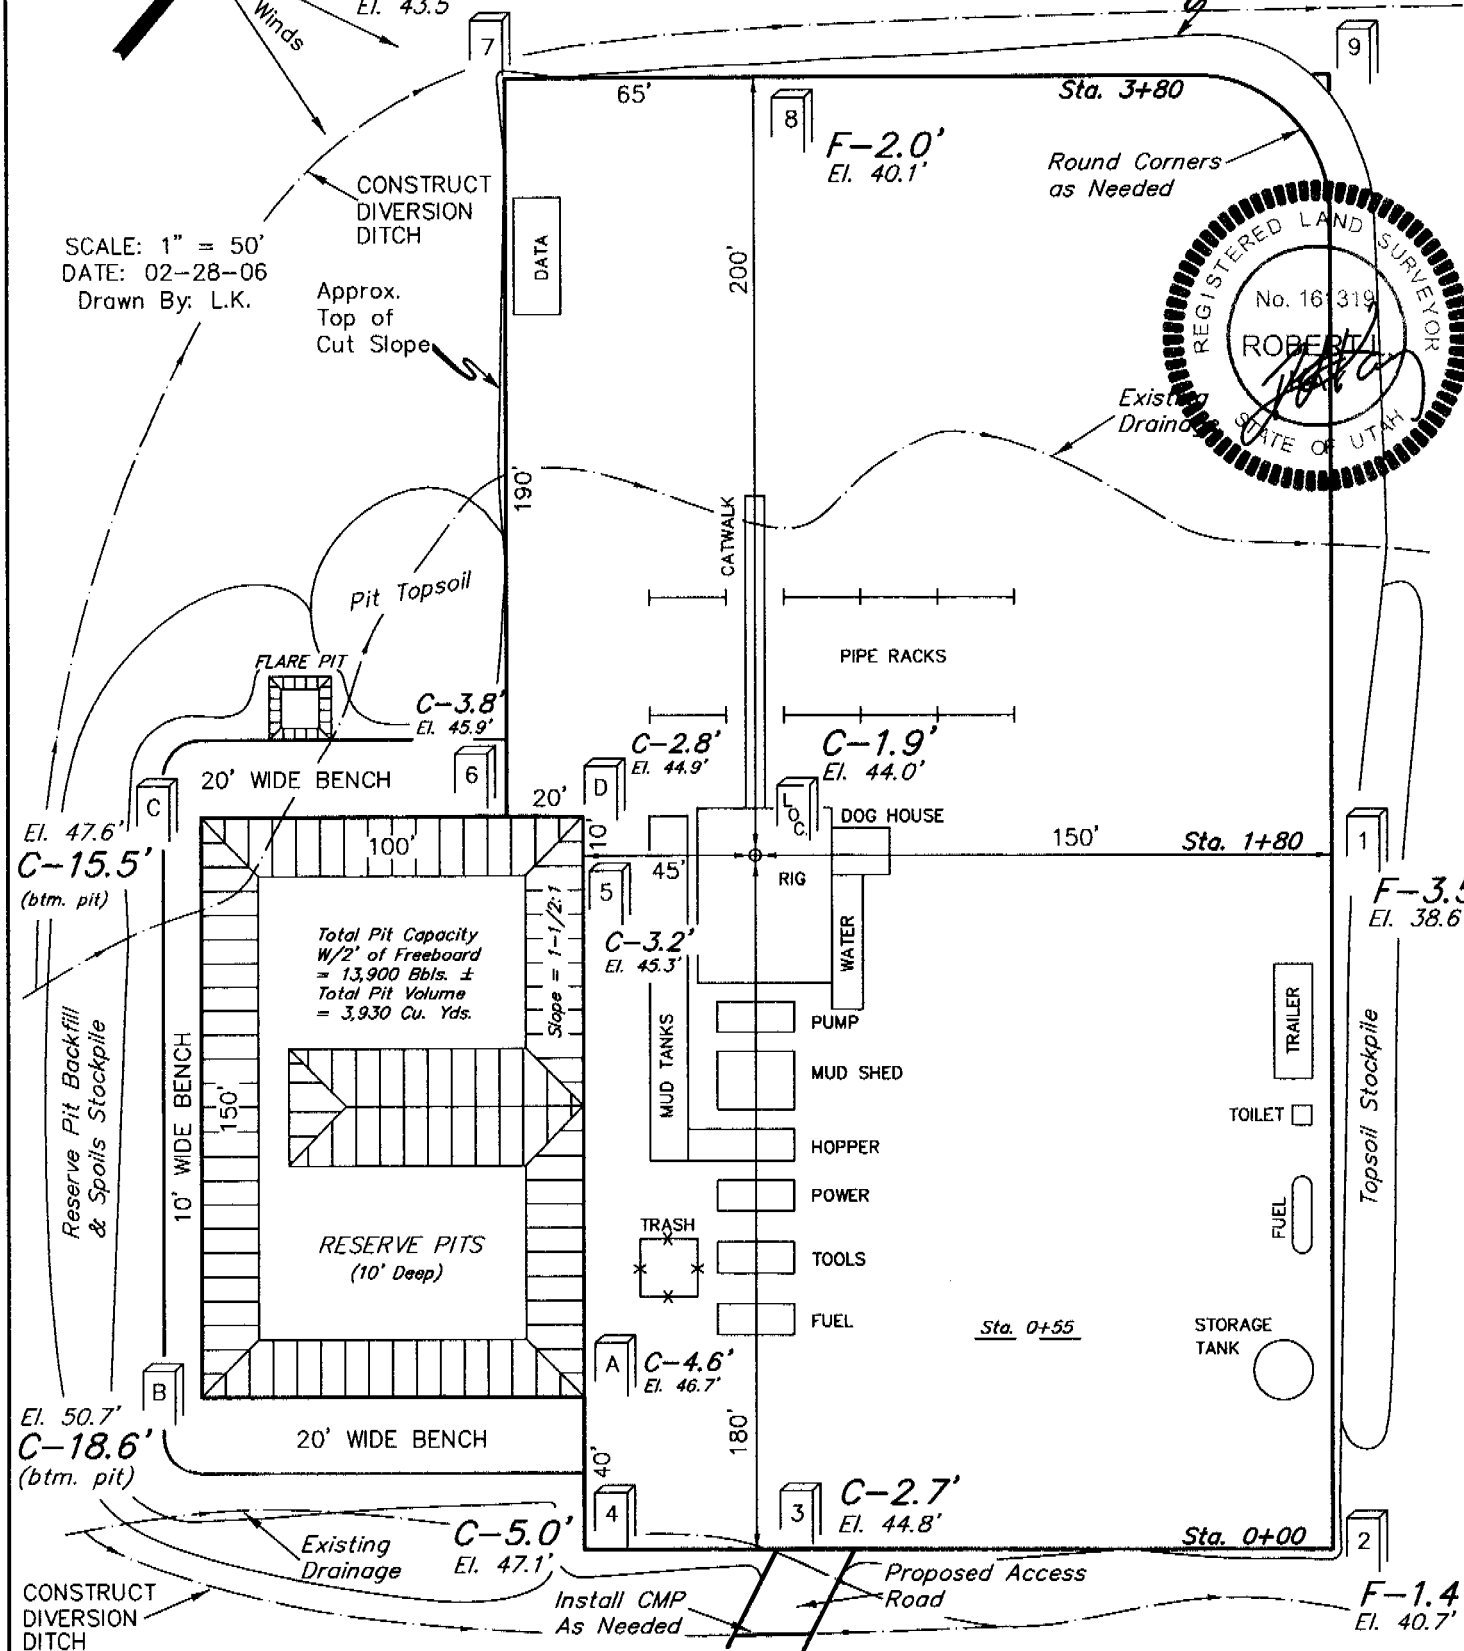 El. 43.5
Winds
7
9
65'
Sta. 3+80
8
F-2.0'
El. 40.1'
Round Corners
as Needed
CONSTRUCT
DIVERSION
DITCH
SCALE: 1" = 50'
DATE: 02-28-06
Drawn By: L.K.
Approx.
Top of
Cut Slope
DATA
200'
REGISTERED LAND SURVEYOR
No. 161319
ROBERT L.
STATE OF UTAH
Existing
Drainage
190'
CATWALK
Pit Topsoil
FLARE PIT
PIPE RACKS
C-3.8'
El. 45.9'
C-2.8'
El. 44.9'
C-1.9'
El. 44.0'
20' WIDE BENCH
6
20'
D
10'
LOC.
DOG HOUSE
C
El. 47.6'
C-15.5'
(btm. pit)
100'
45'
RIG
150'
Sta. 1+80
1
El. 38.6
5
C-3.2'
El. 45.3'
Slope = 1-1/2:1
Total Pit Capacity
W/2' of Freeboard
= 13,900 Bbls. ±
Total Pit Volume
= 3,930 Cu. Yds.
WATER
PUMP
MUD SHED
MUD TANKS
HOPPER
POWER
TRASH
TOOLS
FUEL
TRAILER
TOILET
FUEL
Topsoil Stockpile
STORAGE
TANK
Sta. 0+55
Reserve Pit Backfill
& Spoils Stockpile
10' WIDE BENCH
150'
RESERVE PITS
(10' Deep)
A
C-4.6'
El. 46.7'
B
El. 50.7'
C-18.6'
(btm. pit)
20' WIDE BENCH
40'
180'
4
3
C-2.7'
El. 44.8'
Sta. 0+00
2
F-1.4
El. 40.7'
C-5.0'
El. 47.1'
Existing
Drainage
CONSTRUCT
DIVERSION
DITCH
Install CMP
As Needed
Proposed Access
Road